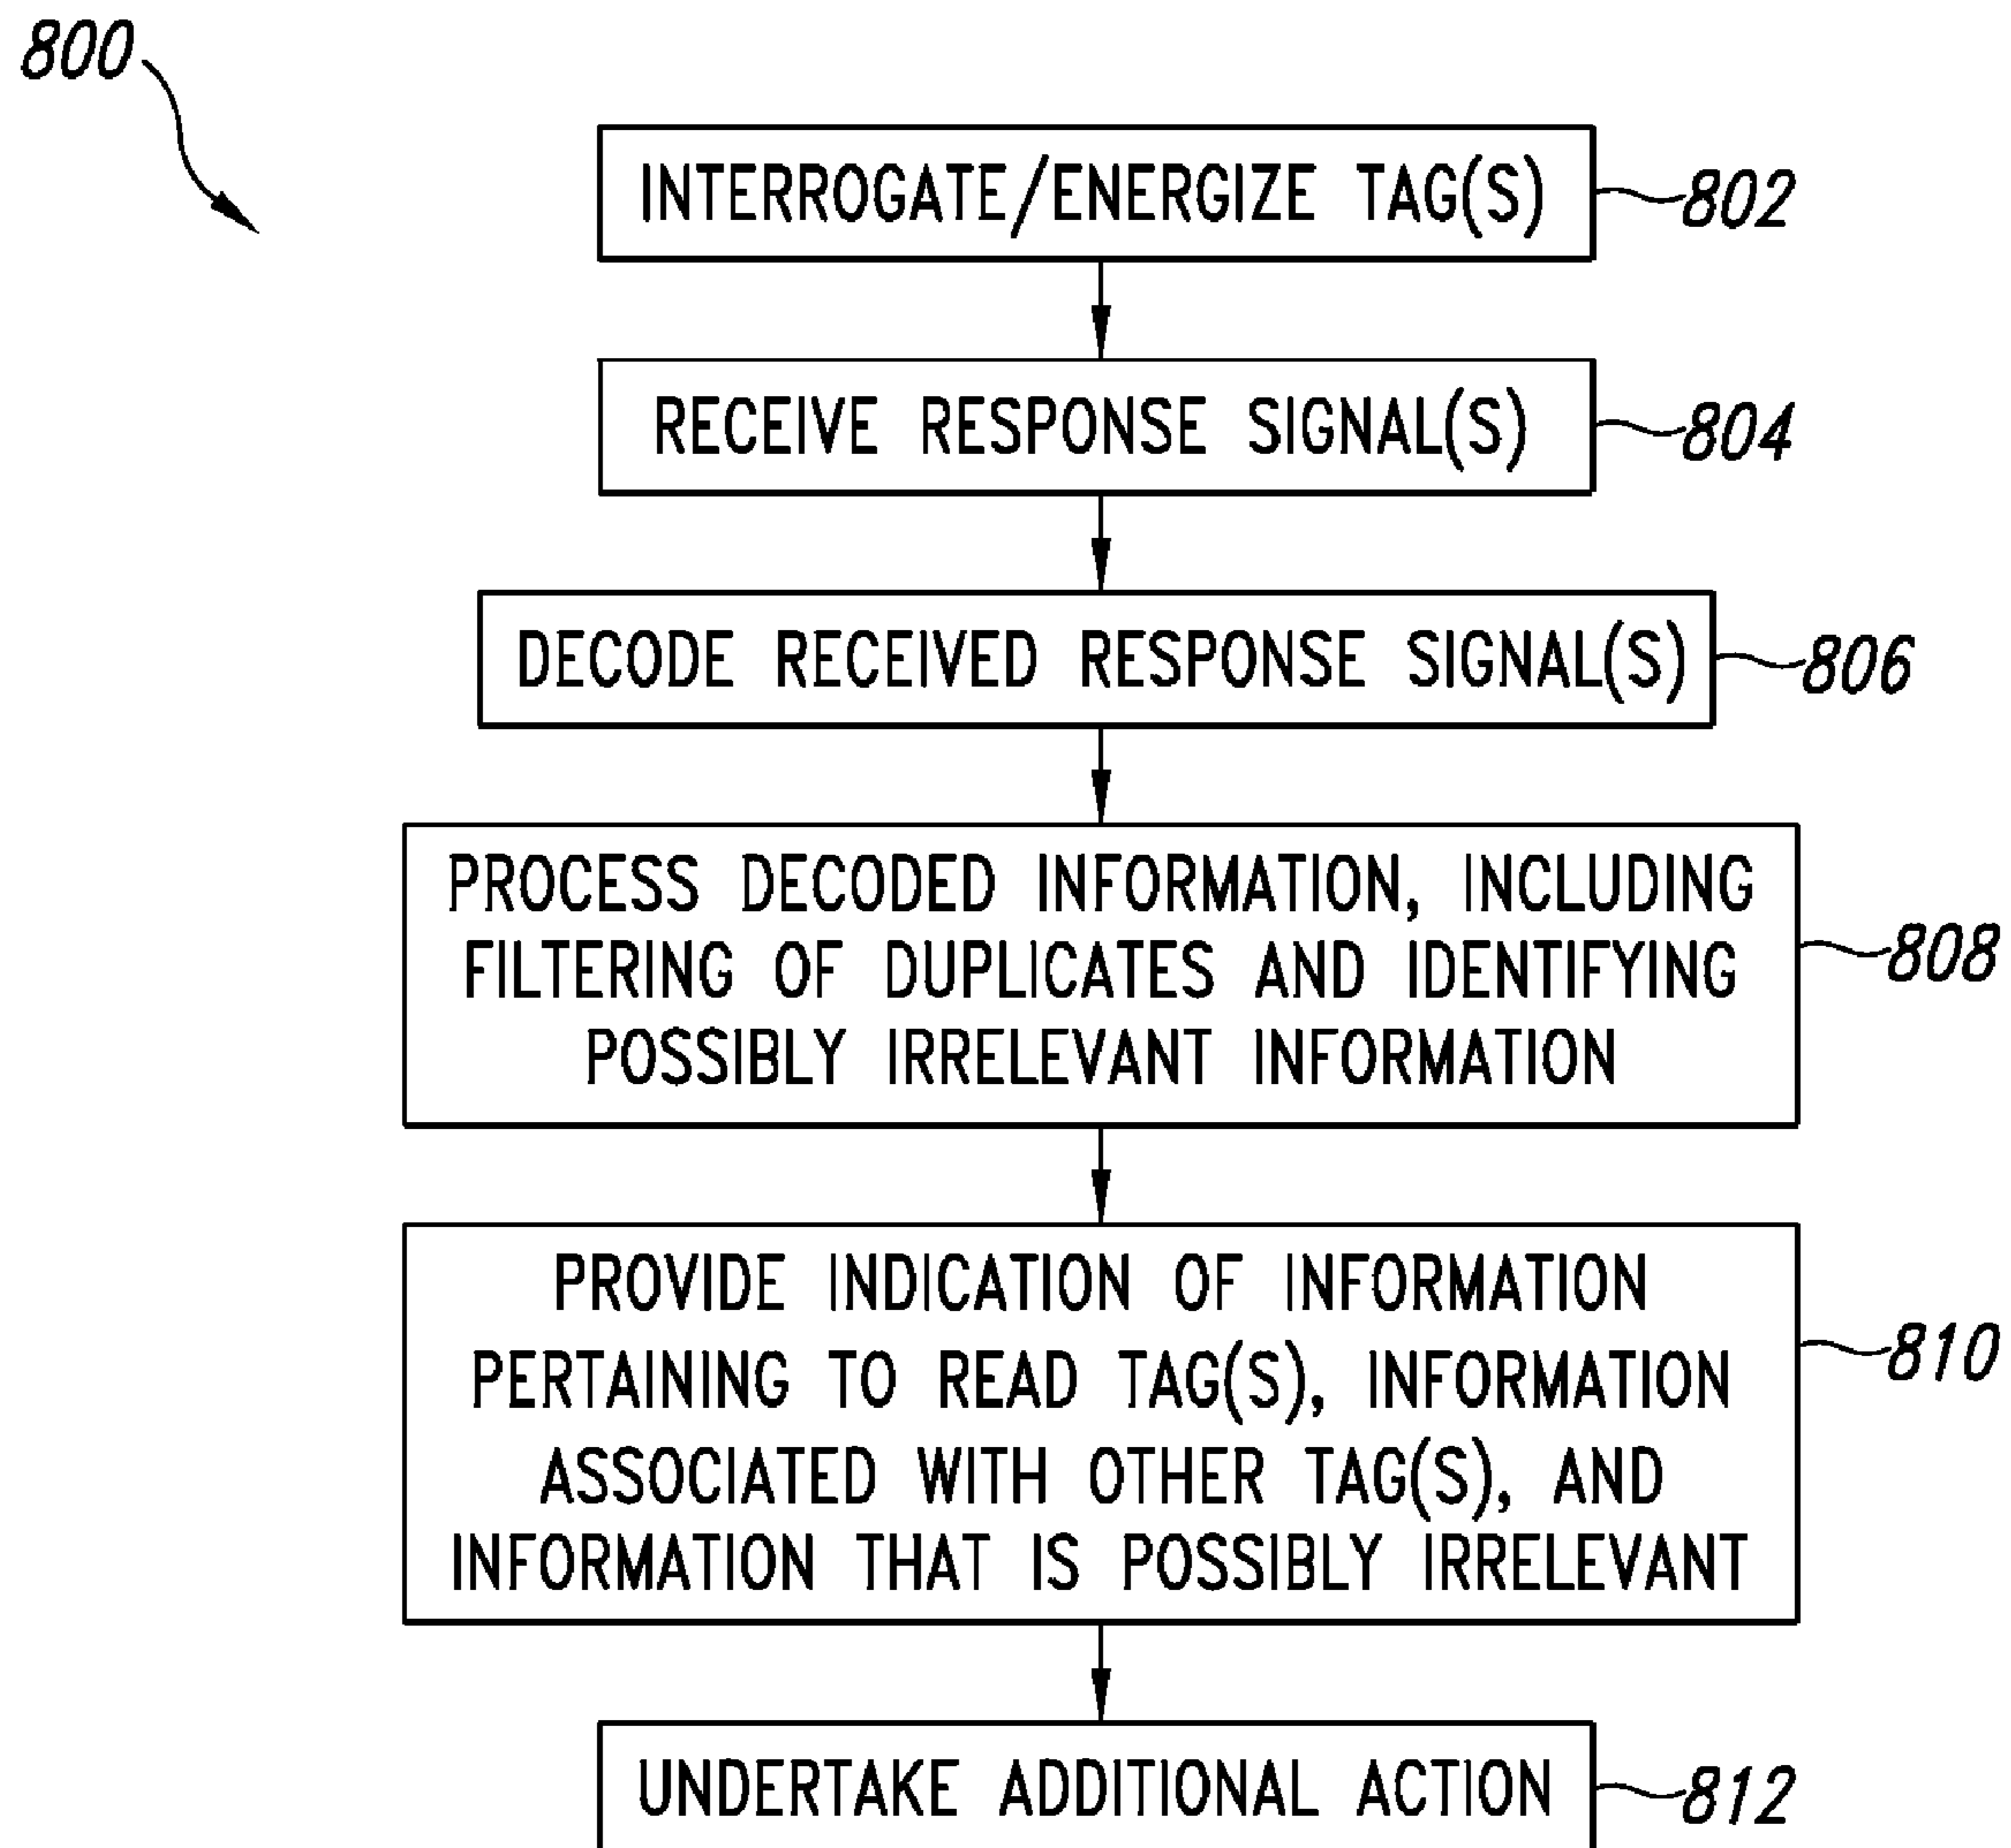 800
INTERROGATE/ENERGIZE TAG(S)
802
RECEIVE RESPONSE SIGNAL(S)
804
DECODE RECEIVED RESPONSE SIGNAL(S)
806
PROCESS DECODED INFORMATION, INCLUDING
FILTERING OF DUPLICATES AND IDENTIFYING
POSSIBLY IRRELEVANT INFORMATION
808
PROVIDE INDICATION OF INFORMATION
PERTAINING TO READ TAG(S), INFORMATION
ASSOCIATED WITH OTHER TAG(S), AND
INFORMATION THAT IS POSSIBLY IRRELEVANT
810
UNDERTAKE ADDITIONAL ACTION
812